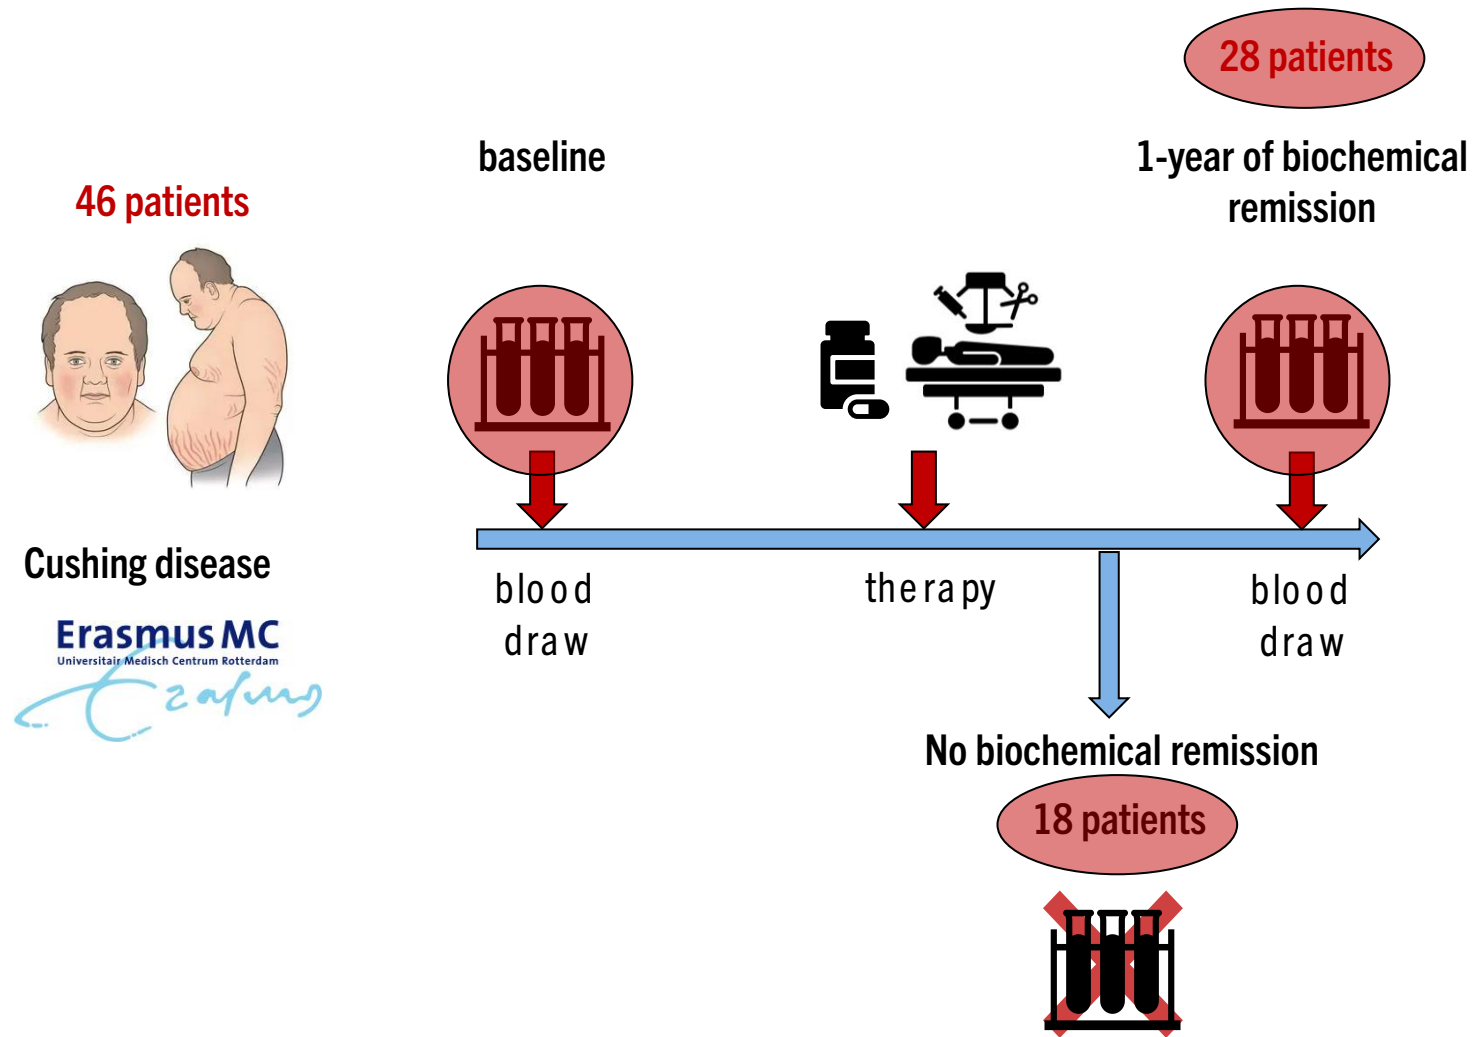 28 patients
baseline
1-year of biochemical
remission
46 patients
Cushing disease
Erasmus MC
Universitair Medisch Centrum Rotterdam
Erasmus
blood
draw
therapy
blood
draw
No biochemical remission
18 patients